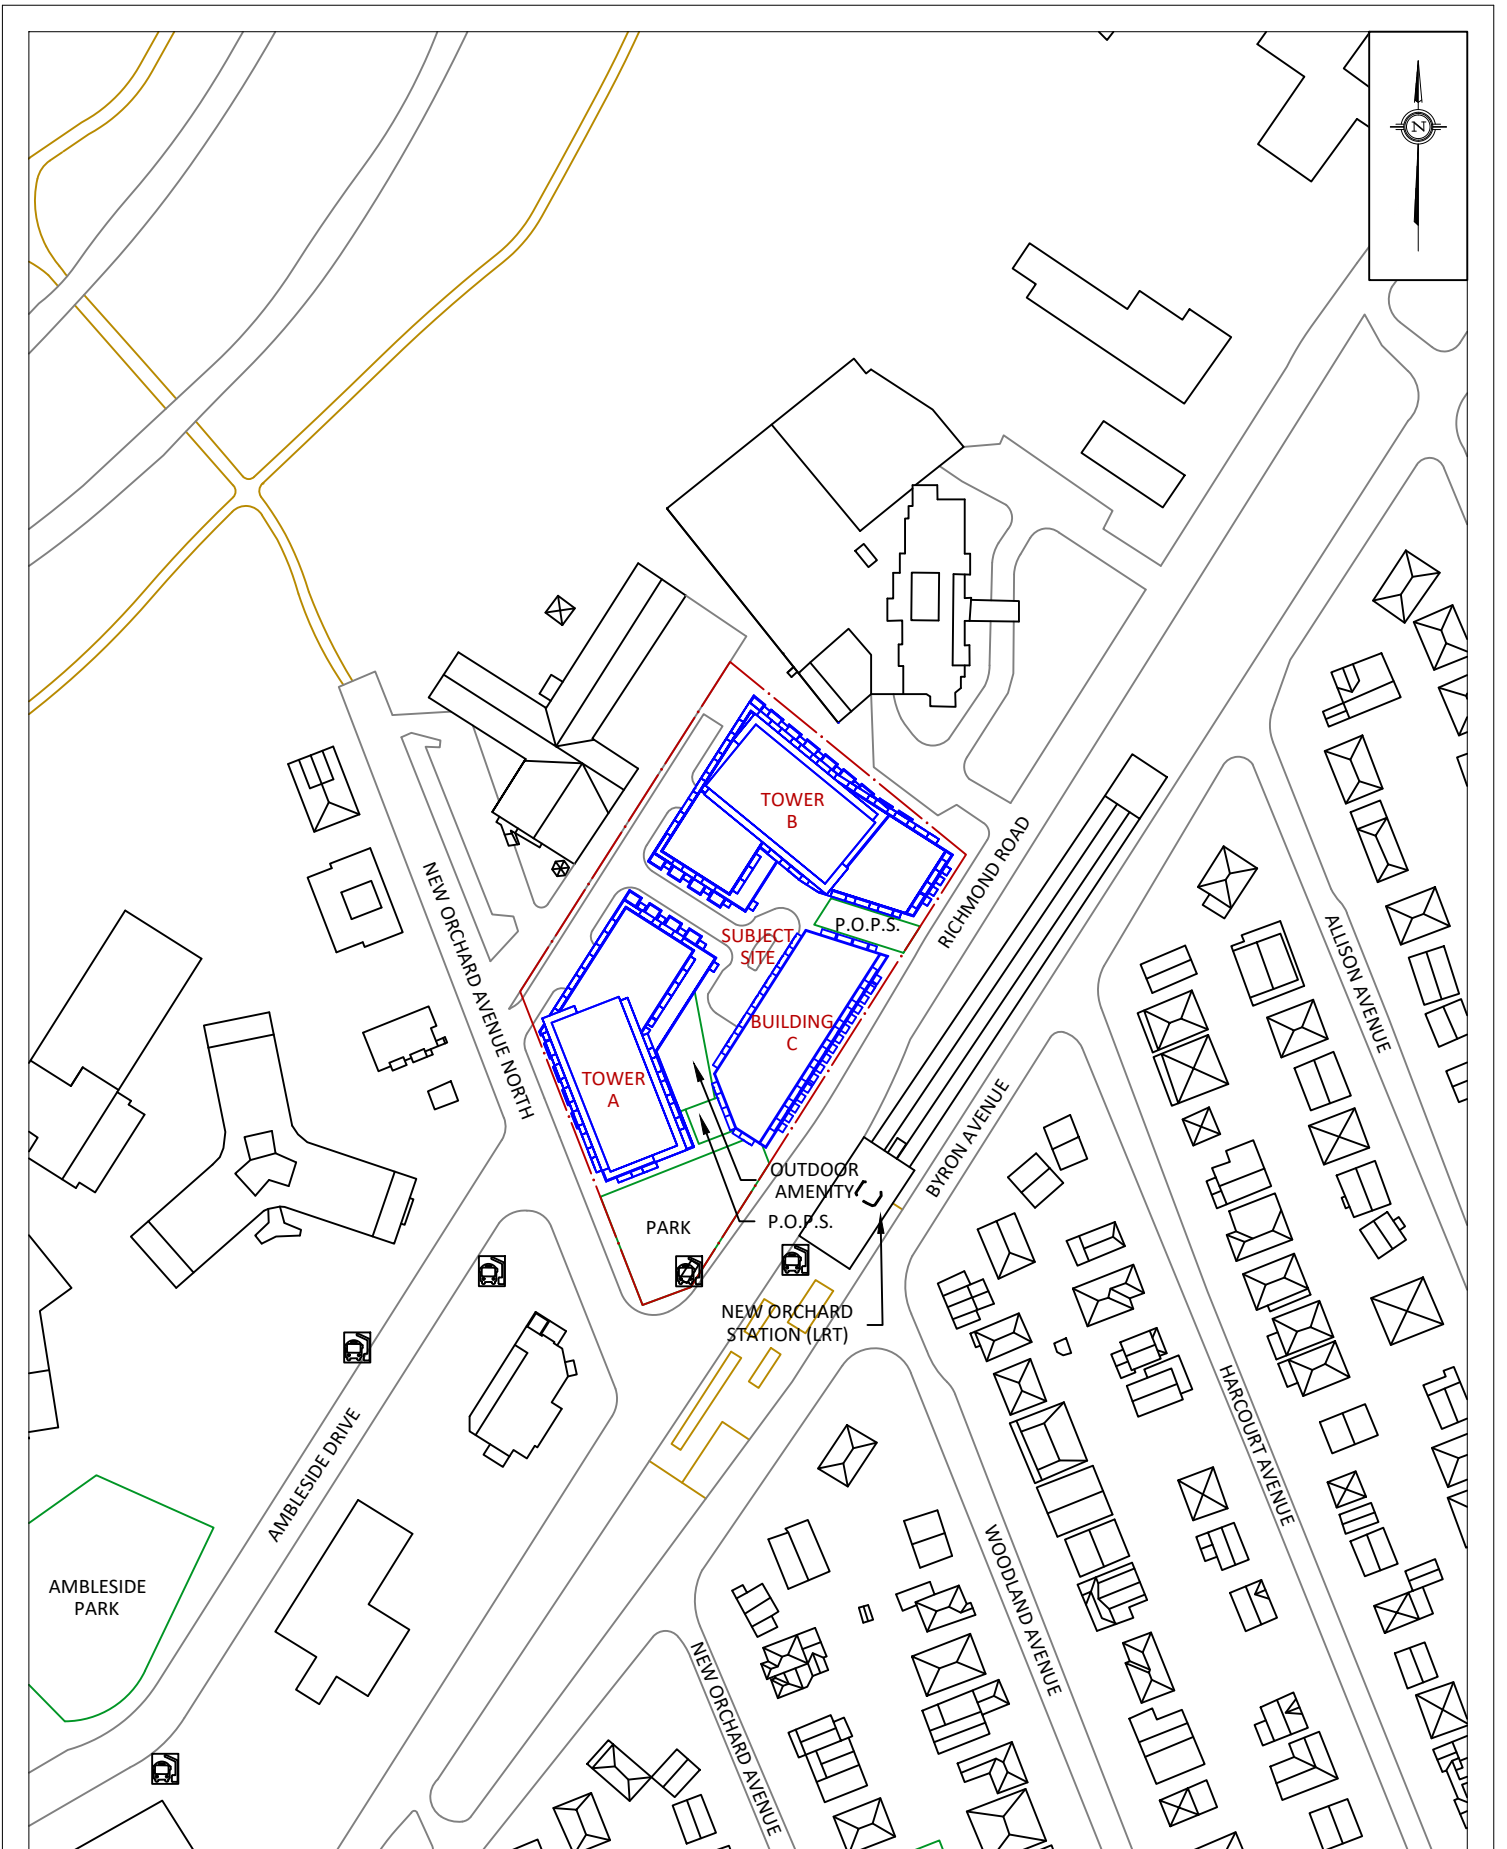 N
TOWER
B
P.O.P.S.
SUBJECT
SITE
RICHMOND ROAD
NEW ORCHARD AVENUE NORTH
BUILDING
C
TOWER
A
ALLISON AVENUE
BYRON AVENUE
OUTDOOR
AMENITY
P.O.P.S.
PARK
NEW ORCHARD
STATION (LRT)
HARCOURT AVENUE
AMBLESIDE DRIVE
WOODLAND AVENUE
AMBLESIDE
PARK
NEW ORCHARD AVENUE